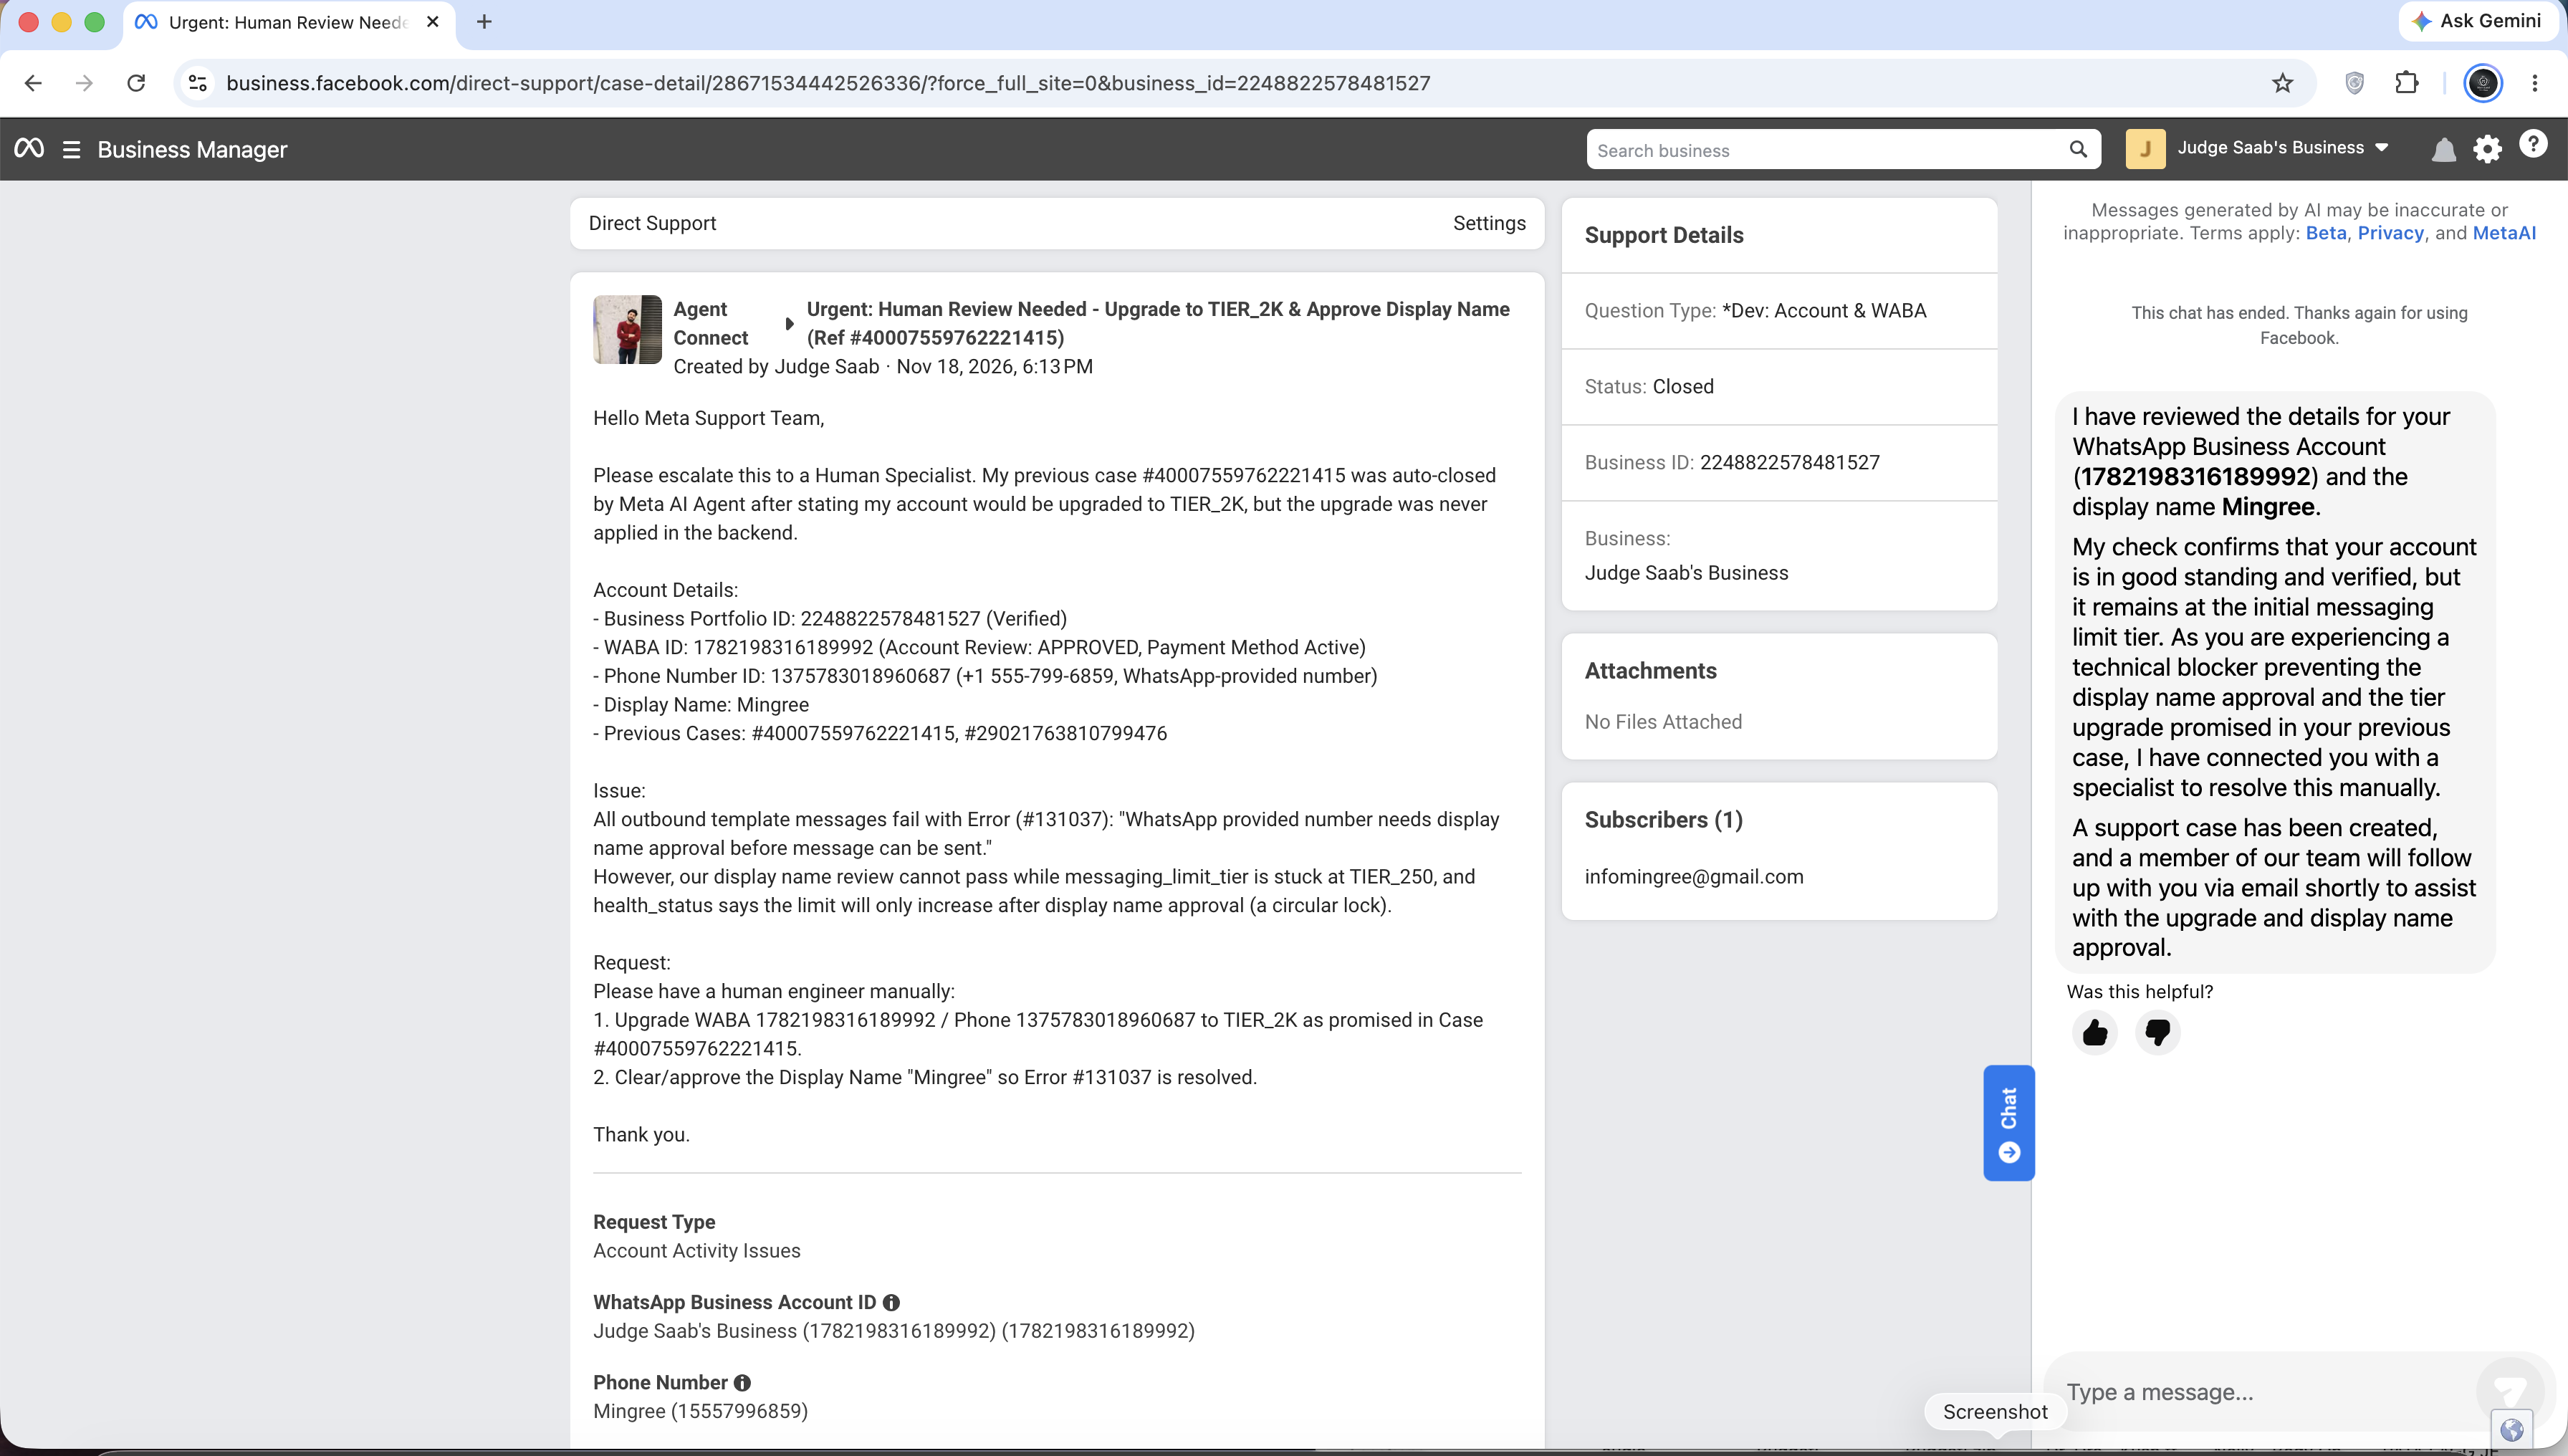 Urgent: Human Review Neede
Ask Gemini
business.facebook.com/direct-support/case-detail/28671534442526336/?force_full_site=0&business_id=2248822578481527
Business Manager
Search business
J
Judge Saab's Business
Direct Support
Settings
Agent Connect
Urgent: Human Review Needed - Upgrade to TIER_2K & Approve Display Name
(Ref #40007559762221415)
Created by Judge Saab · Nov 18, 2026, 6:13 PM
Hello Meta Support Team,
Please escalate this to a Human Specialist. My previous case #40007559762221415 was auto-closed
by Meta AI Agent after stating my account would be upgraded to TIER_2K, but the upgrade was never
applied in the backend.
Account Details:
- Business Portfolio ID: 2248822578481527 (Verified)
- WABA ID: 1782198316189992 (Account Review: APPROVED, Payment Method Active)
- Phone Number ID: 1375783018960687 (+1 555-799-6859, WhatsApp-provided number)
- Display Name: Mingree
- Previous Cases: #40007559762221415, #29021763810799476
Issue:
All outbound template messages fail with Error (#131037): "WhatsApp provided number needs display
name approval before message can be sent."
However, our display name review cannot pass while messaging_limit_tier is stuck at TIER_250, and
health_status says the limit will only increase after display name approval (a circular lock).
Request:
Please have a human engineer manually:
1. Upgrade WABA 1782198316189992 / Phone 1375783018960687 to TIER_2K as promised in Case
#40007559762221415.
2. Clear/approve the Display Name "Mingree" so Error #131037 is resolved.
Thank you.
Request Type
Account Activity Issues
WhatsApp Business Account ID
Judge Saab's Business (1782198316189992) (1782198316189992)
Phone Number
Mingree (15557996859)
Support Details
Question Type: *Dev: Account & WABA
Status: Closed
Business ID: 2248822578481527
Business:
Judge Saab's Business
Attachments
No Files Attached
Subscribers (1)
infomingree@gmail.com
Chat
Messages generated by AI may be inaccurate or
inappropriate. Terms apply: Beta, Privacy, and MetaAI
This chat has ended. Thanks again for using
Facebook.
I have reviewed the details for your
WhatsApp Business Account
(1782198316189992) and the
display name Mingree.
My check confirms that your account
is in good standing and verified, but
it remains at the initial messaging
limit tier. As you are experiencing a
technical blocker preventing the
display name approval and the tier
upgrade promised in your previous
case, I have connected you with a
specialist to resolve this manually.
A support case has been created,
and a member of our team will follow
up with you via email shortly to assist
with the upgrade and display name
approval.
Was this helpful?
Type a message...
Screenshot